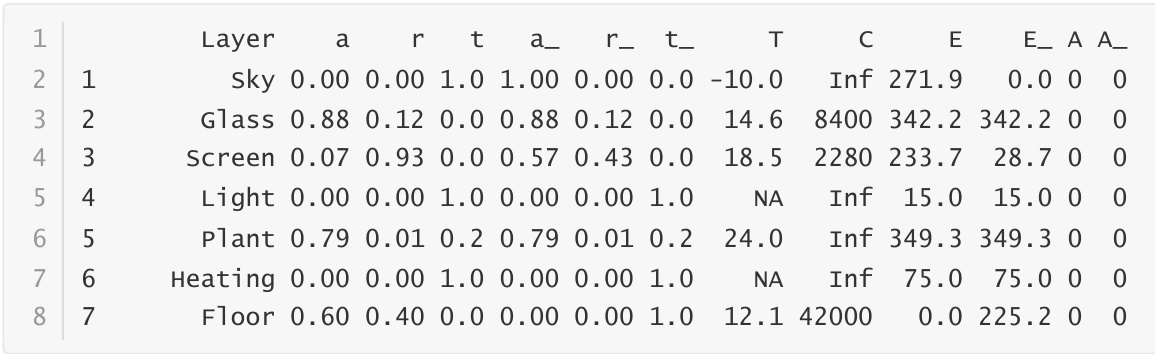 1 Layer a r t a_ r_ t_ T C E E_ A A_
2 1 Sky 0.00 0.00 1.0 1.00 0.00 0.0 -10.0 Inf 271.9 0.0 0 0
3 2 Glass 0.88 0.12 0.0 0.88 0.12 0.0 14.6 8400 342.2 342.2 0 0
4 3 Screen 0.07 0.93 0.0 0.57 0.43 0.0 18.5 2280 233.7 28.7 0 0
5 4 Light 0.00 0.00 1.0 0.00 0.00 1.0 NA Inf 15.0 15.0 0 0
6 5 Plant 0.79 0.01 0.2 0.79 0.01 0.2 24.0 Inf 349.3 349.3 0 0
7 6 Heating 0.00 0.00 1.0 0.00 0.00 1.0 NA Inf 75.0 75.0 0 0
8 7 Floor 0.60 0.40 0.0 0.00 0.00 1.0 12.1 42000 0.0 225.2 0 0